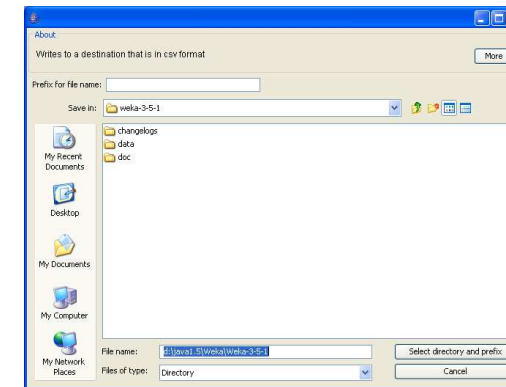 About
Writes to a destination that is in csv format
More
Prefix for file name:
Save in:
weka-3-5-1
changelogs
data
doc
My Recent Documents
Desktop
My Documents
My Computer
My Network Places
File name:
d:\java1.5\Weka\Weka-3-5-1
Select directory and prefix
Files of type:
Directory
Cancel